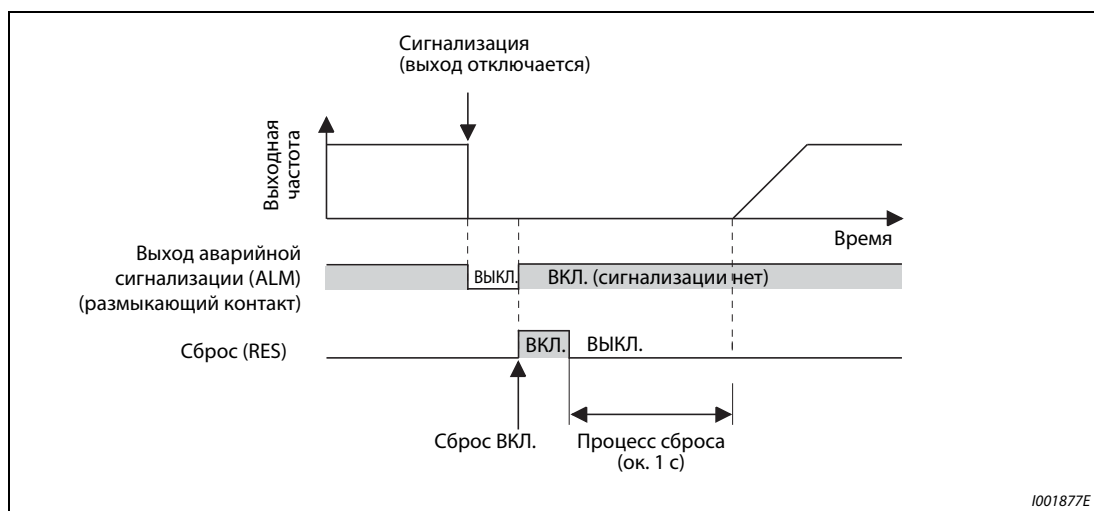 Сигнализация
(выход отключается)
Выходная
частота
Время
Выход аварийной
сигнализации (ALM)
(размыкающий контакт)
ВЫКЛ.
ВКЛ. (сигнализации нет)
Сброс (RES)
ВКЛ.
ВЫКЛ.
Сброс ВКЛ.
Процесс сброса
(ок. 1 с)
I001877E